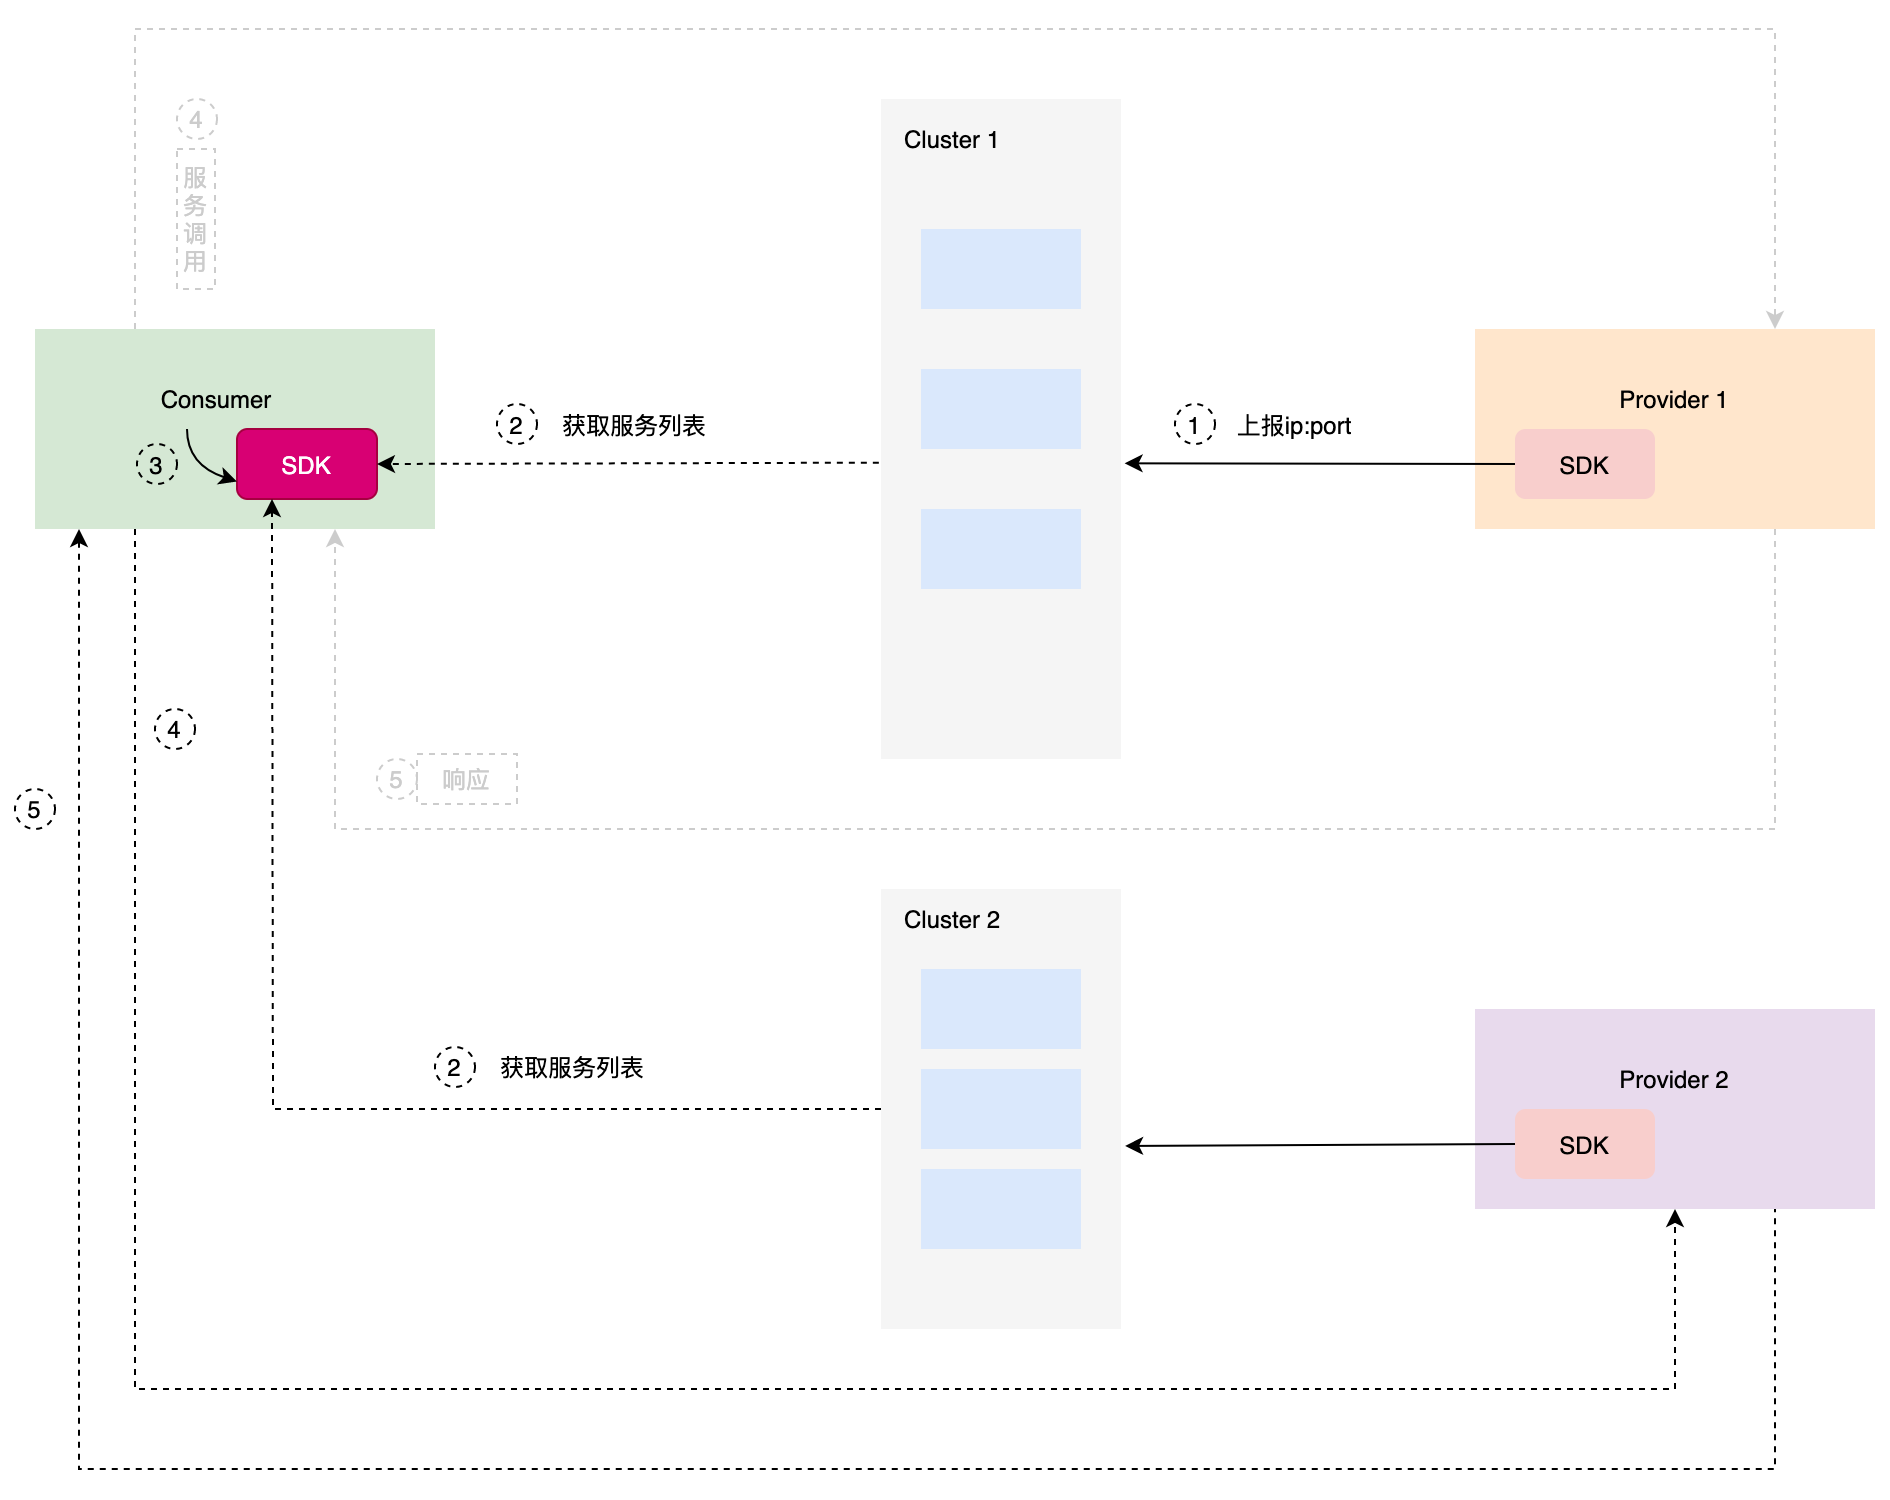 4
服
务
调
用
Cluster 1
Consumer
3
SDK
2 获取服务列表
1 上报ip:port
Provider 1
SDK
4
5 响应
5
Cluster 2
2 获取服务列表
Provider 2
SDK